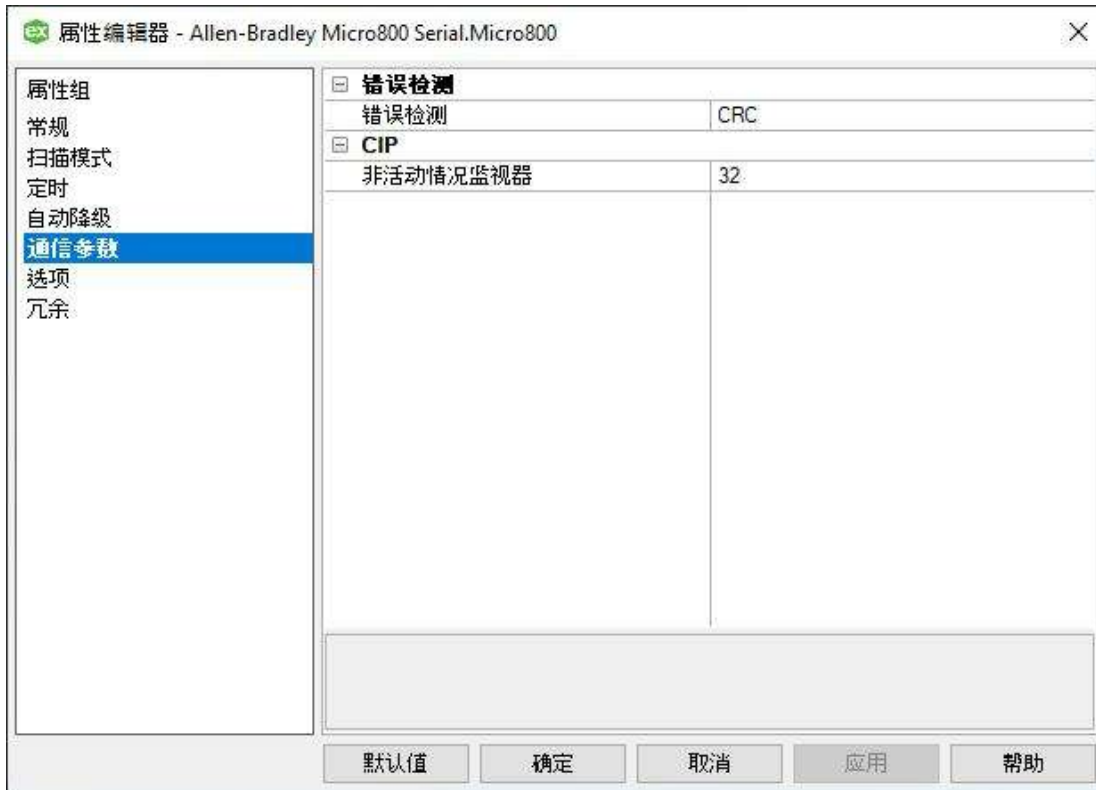 属性编辑器 - Allen-Bradley Micro800 Serial.Micro800
属性组
常规
扫描模式
定时
自动降级
通信参数
选项
冗余
错误检测
错误检测 CRC
CIP
非活动情况监视器 32
默认值 确定 取消 应用 帮助